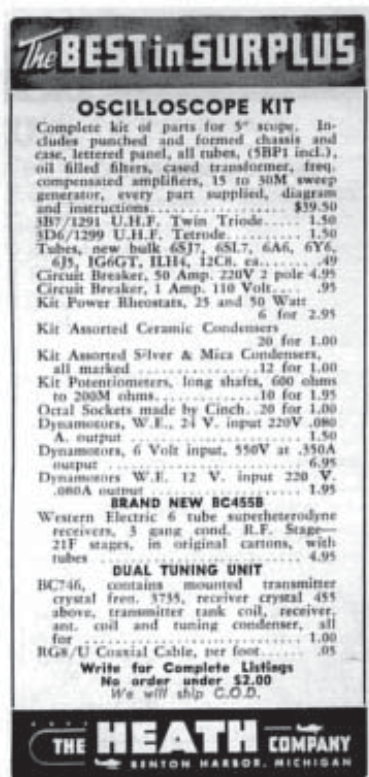 The BEST in SURPLUS
OSCILLOSCOPE KIT
Complete kit of parts for 5" scope. In-
cludes punched and formed chassis and
case, lettered panel, all tubes, (5BP1 incl.),
oil filled filters, cased transformer, freq.
compensated amplifiers, 15 to 30M sweep
generator, every part supplied, diagram
and instructions.................... $39.50
3B7/1291 U.H.F. Twin Triode..... 1.50
3D6/1299 U.H.F. Tetrode......... 1.50
Tubes, new bulk 6SJ7, 6SL7, 6A6, 6Y6,
6J5, IG6GT, ILH4, 12C8. ea..... .49
Circuit Breaker, 50 Amp. 220V 2 pole 4.95
Circuit Breaker, 1 Amp. 110 Volt.... .95
Kit Power Rheostats, 25 and 50 Watt
6 for 2.95
Kit Assorted Ceramic Condensers
20 for 1.00
Kit Assorted Silver & Mica Condensers,
all marked ................12 for 1.00
Kit Potentiometers, long shafts, 600 ohms
to 200M ohms.............10 for 1.95
Octal Sockets made by Cinch. 20 for 1.00
Dynamotors, W.E., 24 V. input 220V .080
A. output ........................ 1.50
Dynamotors, 6 Volt input, 550V at .350A
output ........................... 6.95
Dynamotors W.E. 12 V. input 220 V.
.080A output ..................... 1.95
BRAND NEW BC455B
Western Electric 6 tube superheterodyne
receivers, 3 gang cond. R.F. Stage—
21F stages, in original cartons, with
tubes ............................ 4.95
DUAL TUNING UNIT
BC746, contains mounted transmitter
crystal freq. 3735, receiver crystal 455
above, transmitter tank coil, receiver,
ant. coil and tuning condenser, all
for .............................. 1.00
RG8/U Coaxial Cable, per foot...... .05
Write for Complete Listings
No order under $2.00
We will ship C.O.D.
THE HEATH COMPANY
BENTON HARBOR, MICHIGAN